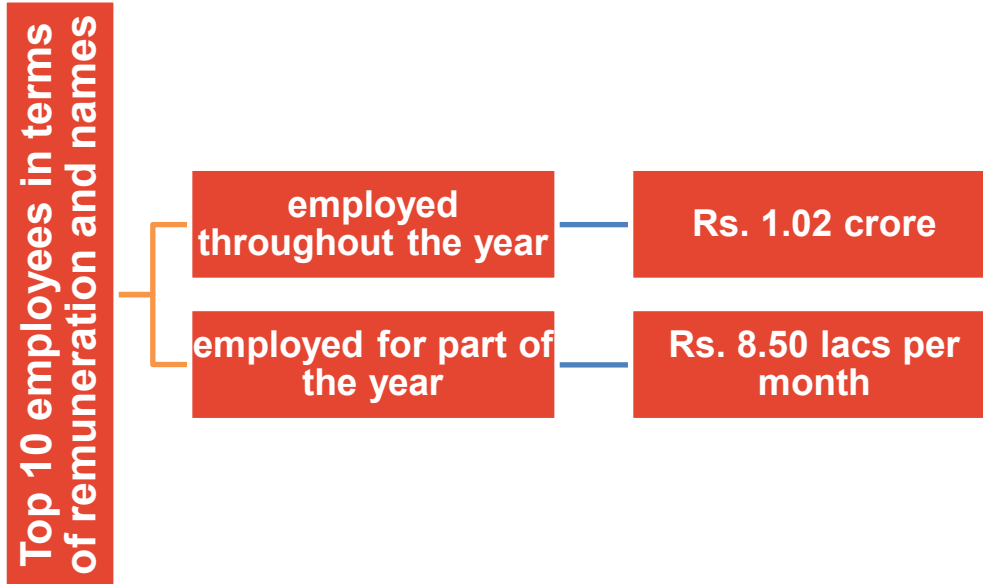 Top 10 employees in terms
of remuneration and names
employed
throughout the year
Rs. 1.02 crore
employed for part of
the year
Rs. 8.50 lacs per
month